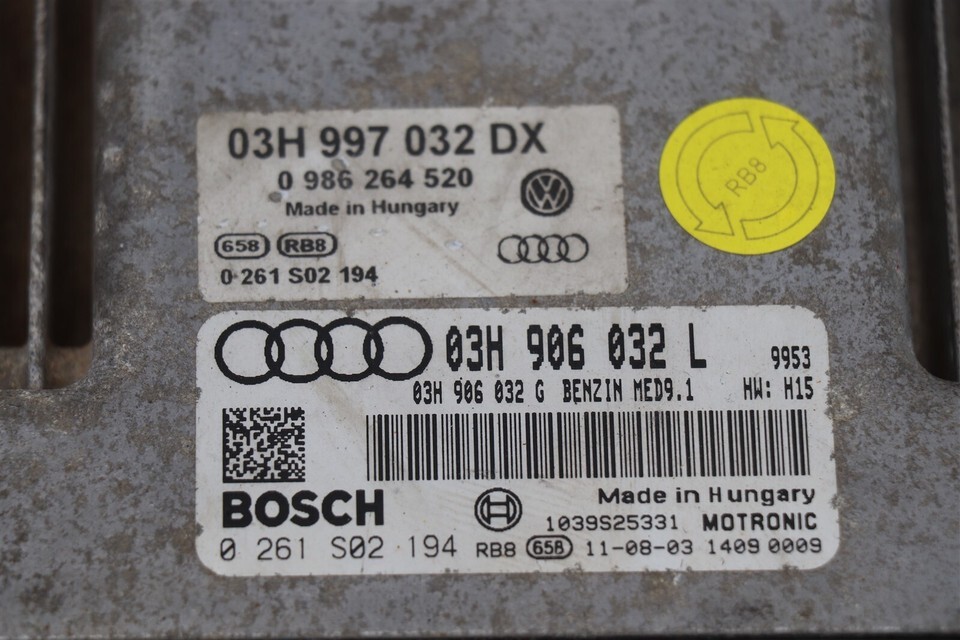 03H 997 032 DX
0 986 264 520
Made in Hungary
658 RB8
0 261 S02 194
RB8
03H 906 032 L 9953
03H 906 032 G BENZIN MED9.1 HW: H15
BOSCH
Made in Hungary
1039S25331 MOTRONIC
0 261 S02 194 RB8 658 11-08-03 1409 0009